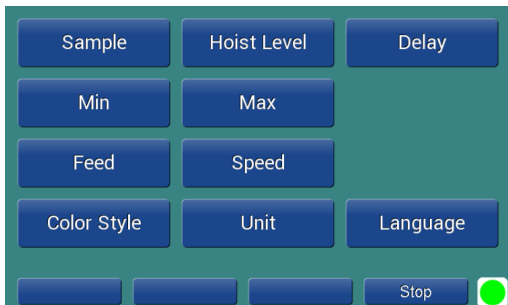 Sample Hoist Level Delay
Min Max
Feed Speed
Color Style Unit Language
Stop